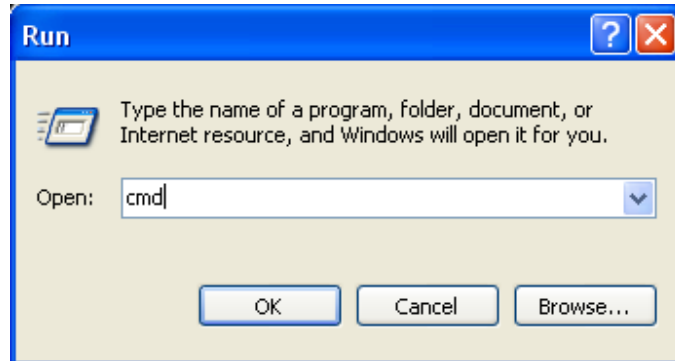 Run
Type the name of a program, folder, document, or
Internet resource, and Windows will open it for you.
Open: cmd
OK Cancel Browse...